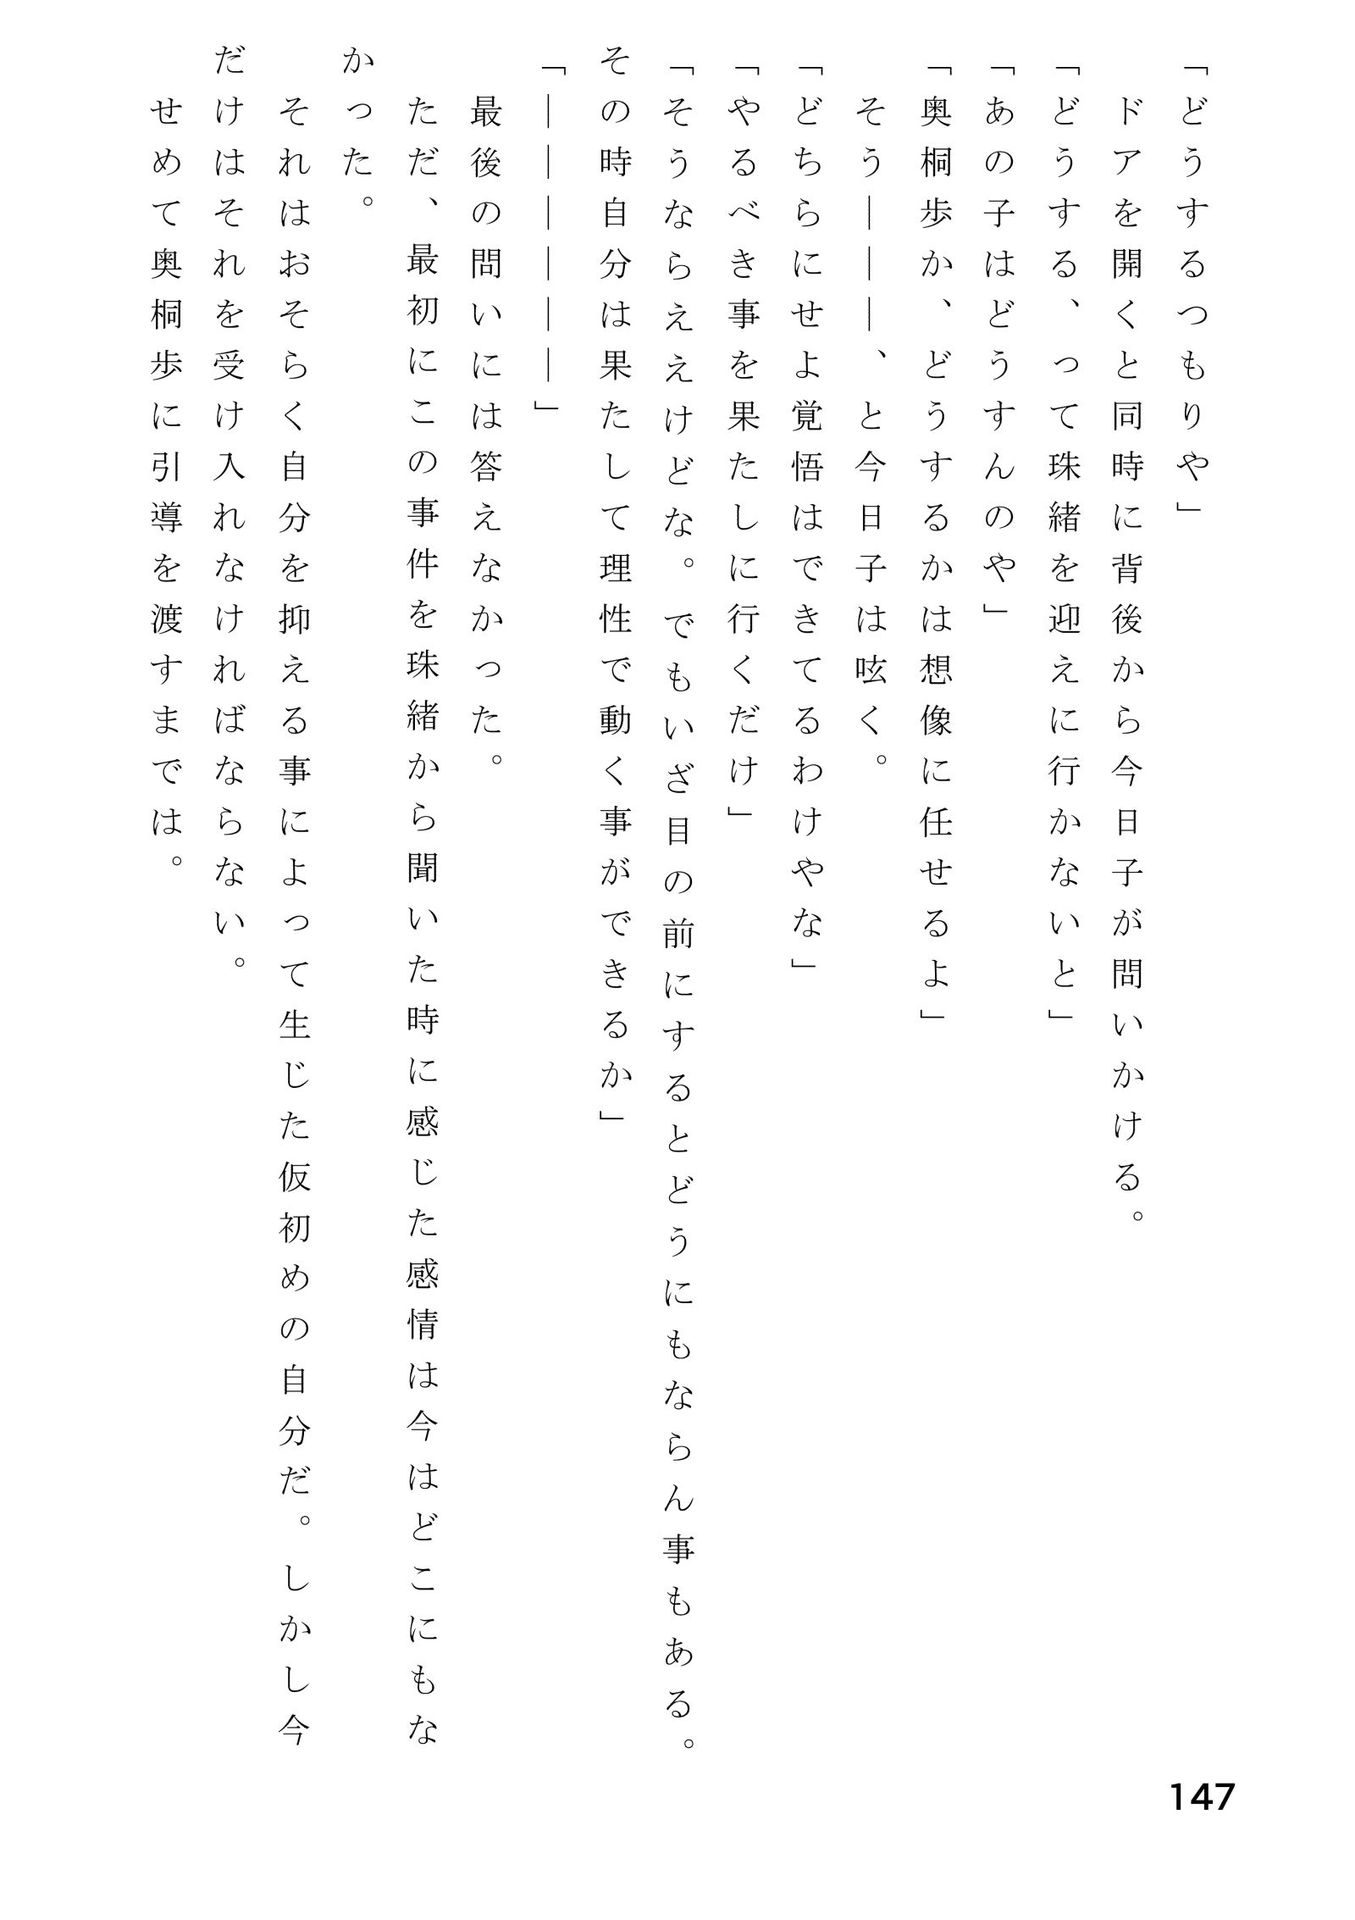 「どうするつもりや」
　ドアを開くと同時に背後から今日子が問いかける。
「どうする、って珠緒を迎えに行かないと」
「あの子はどうすんのや」
「奥桐歩か、どうするかは想像に任せるよ」
　そう―――、と今日子は呟く。
「どちらにせよ覚悟はできてるわけやな」
「やるべき事を果たしに行くだけ」
「そうならええけどな。でもいざ目の前にするとどうにもならん事もある。
その時自分は果たして理性で動く事ができるか」
「――――――」
　最後の問いには答えなかった。
　ただ、最初にこの事件を珠緒から聞いた時に感じた感情は今はどこにもな
かった。
　それはおそらく自分を抑える事によって生じた仮初めの自分だ。しかし今
だけはそれを受け入れなければならない。
　せめて奥桐歩に引導を渡すまでは。
147